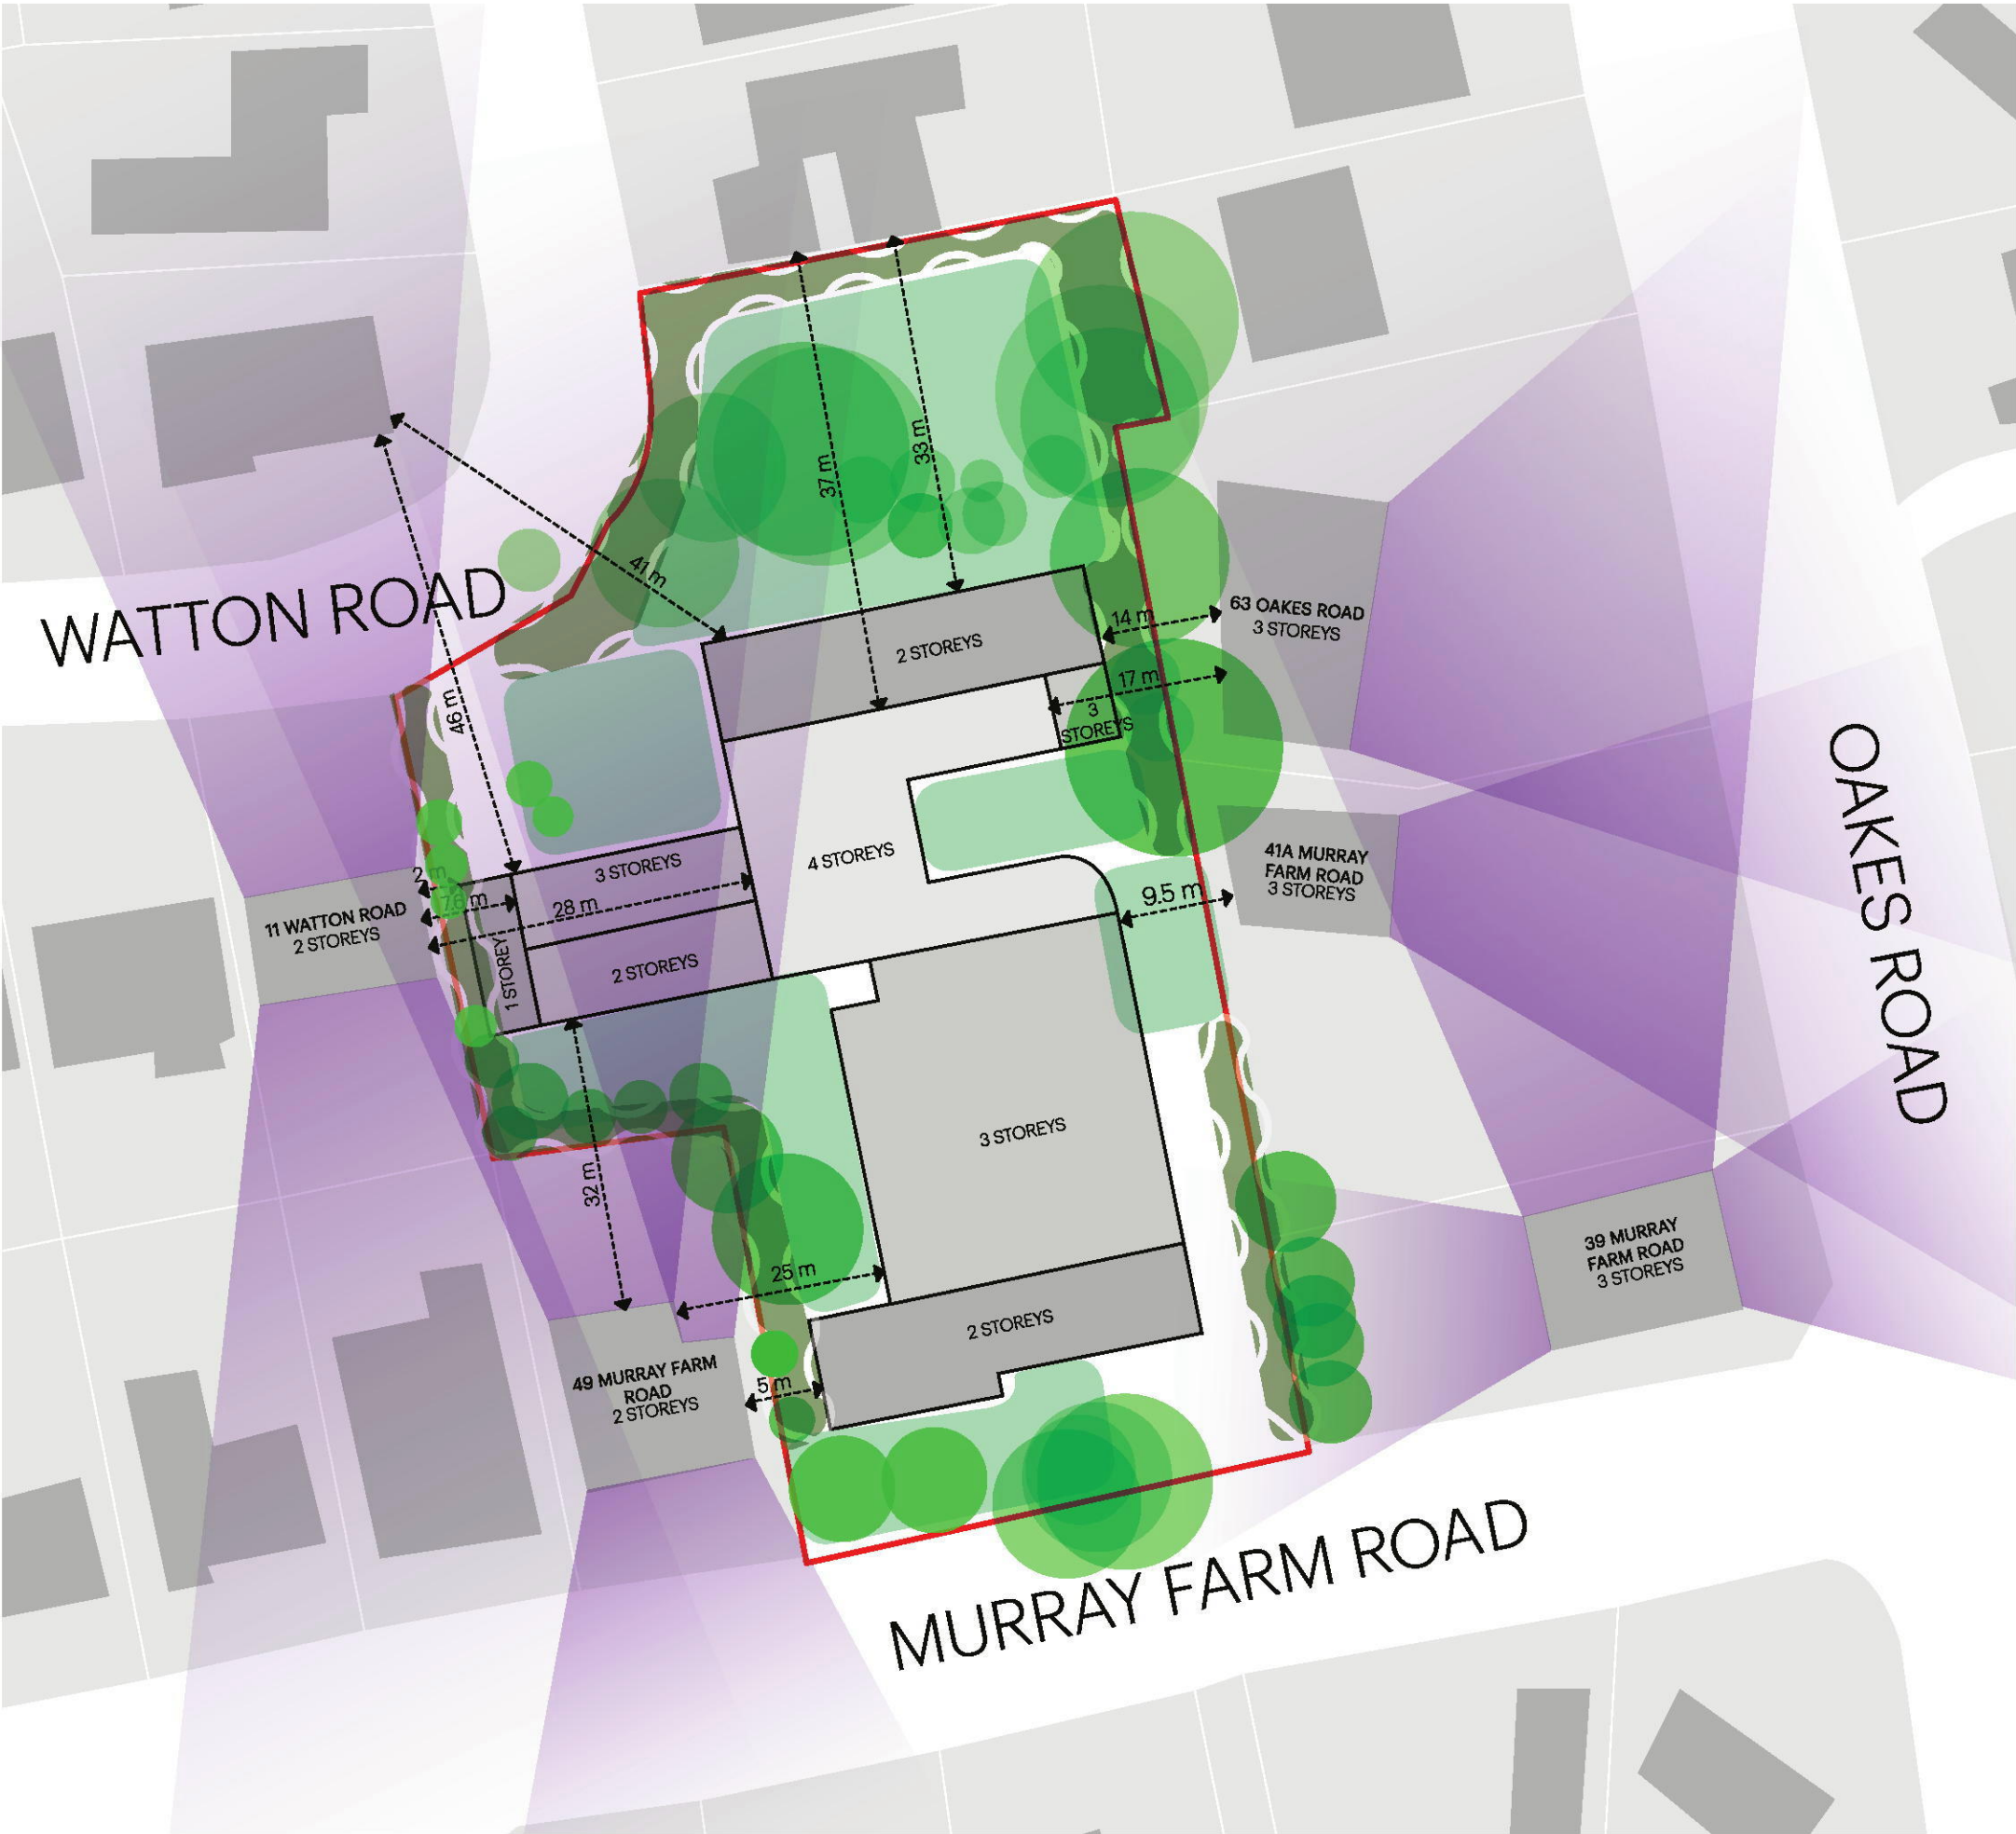 37 m
33 m
WATTON ROAD
41 m
14 m
63 OAKES ROAD
3 STOREYS
2 STOREYS
17 m
3
STOREYS
46 m
OAKES ROAD
4 STOREYS
3 STOREYS
2 m
7.6 m
28 m
11 WATTON ROAD
2 STOREYS
1 STOREY
2 STOREYS
41A MURRAY
FARM ROAD
3 STOREYS
9.5 m
3 STOREYS
32 m
25 m
39 MURRAY
FARM ROAD
3 STOREYS
2 STOREYS
49 MURRAY FARM
ROAD
2 STOREYS
5 m
MURRAY FARM ROAD